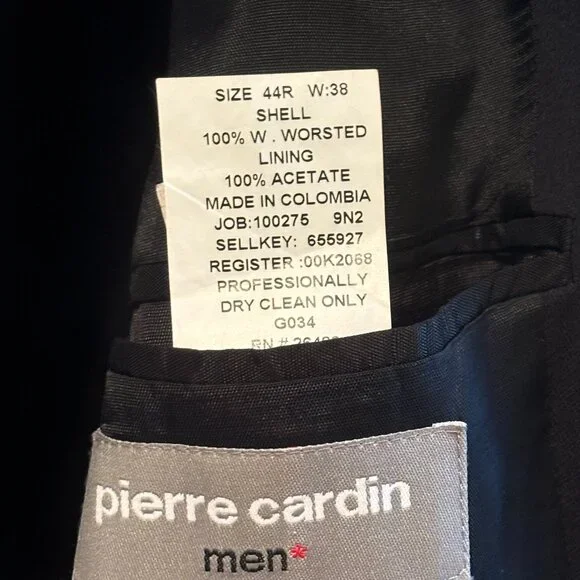 SIZE 44R W:38
SHELL
100% W . WORSTED
LINING
100% ACETATE
MADE IN COLOMBIA
JOB:100275 9N2
SELLKEY: 655927
REGISTER :00K2068
PROFESSIONALLY
DRY CLEAN ONLY
G034
RN #
pierre cardin
men*